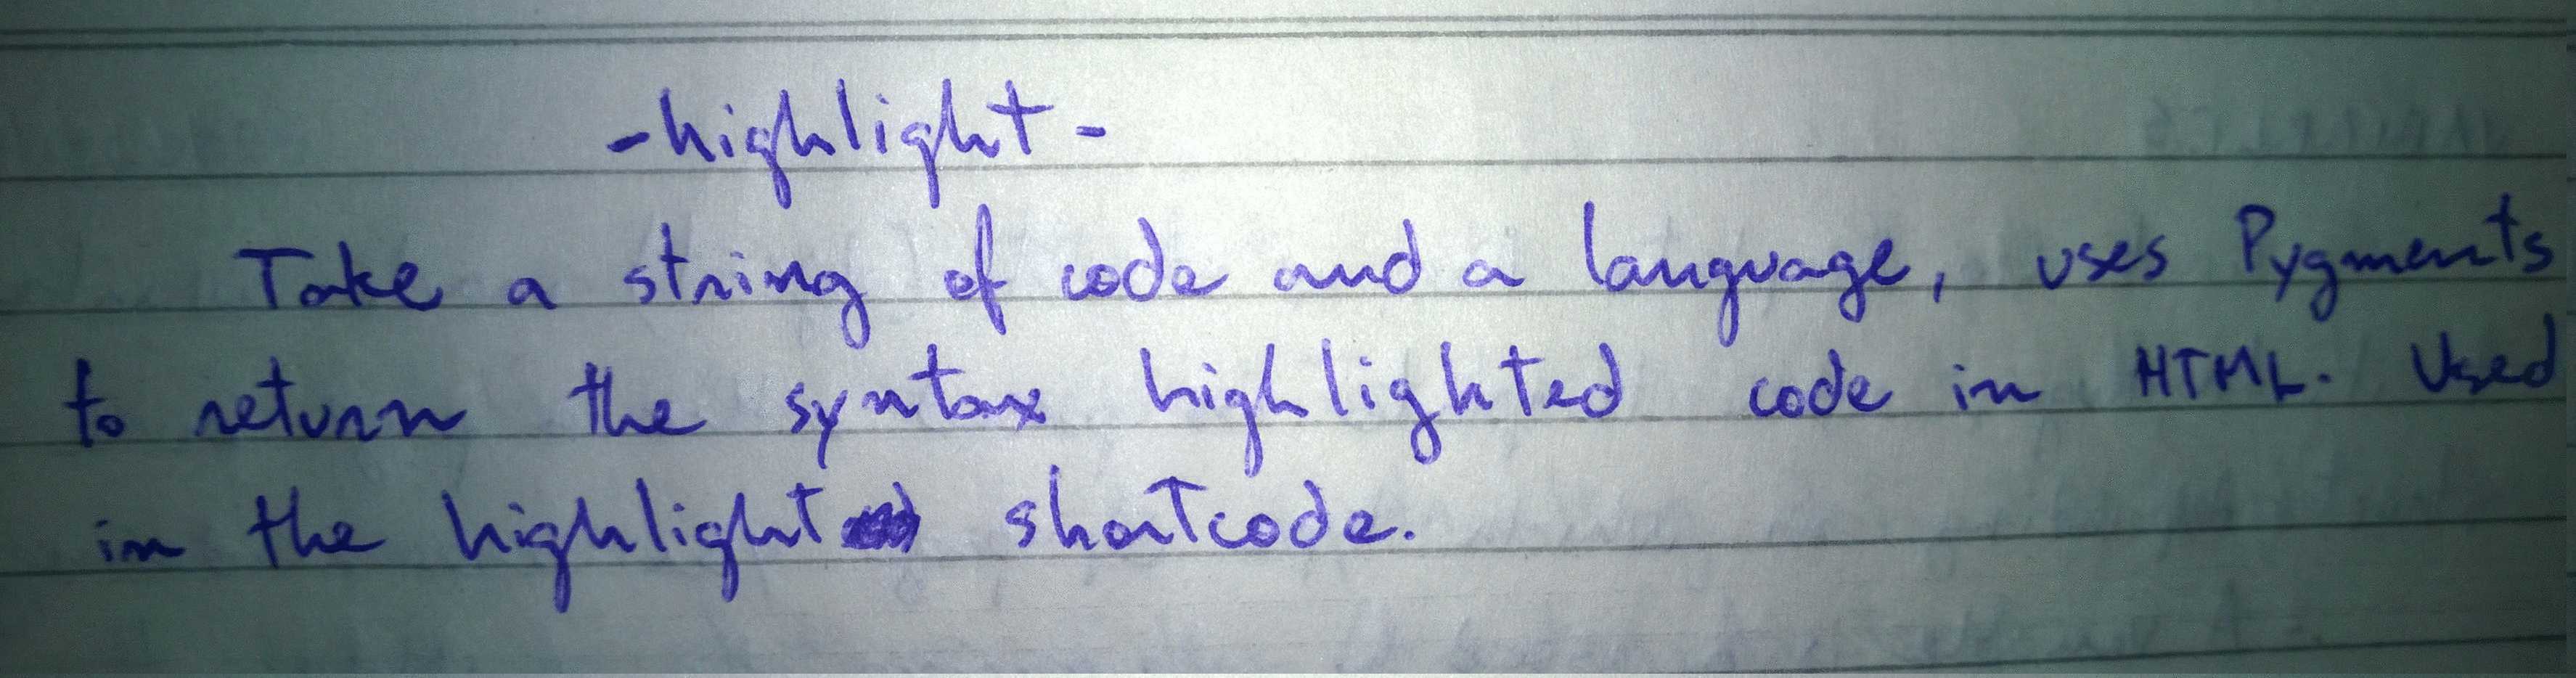 -highlight-
Take a string of code and a language, uses Pygments
to return the syntax highlighted code in HTML. Used
in the highlight shortcode.